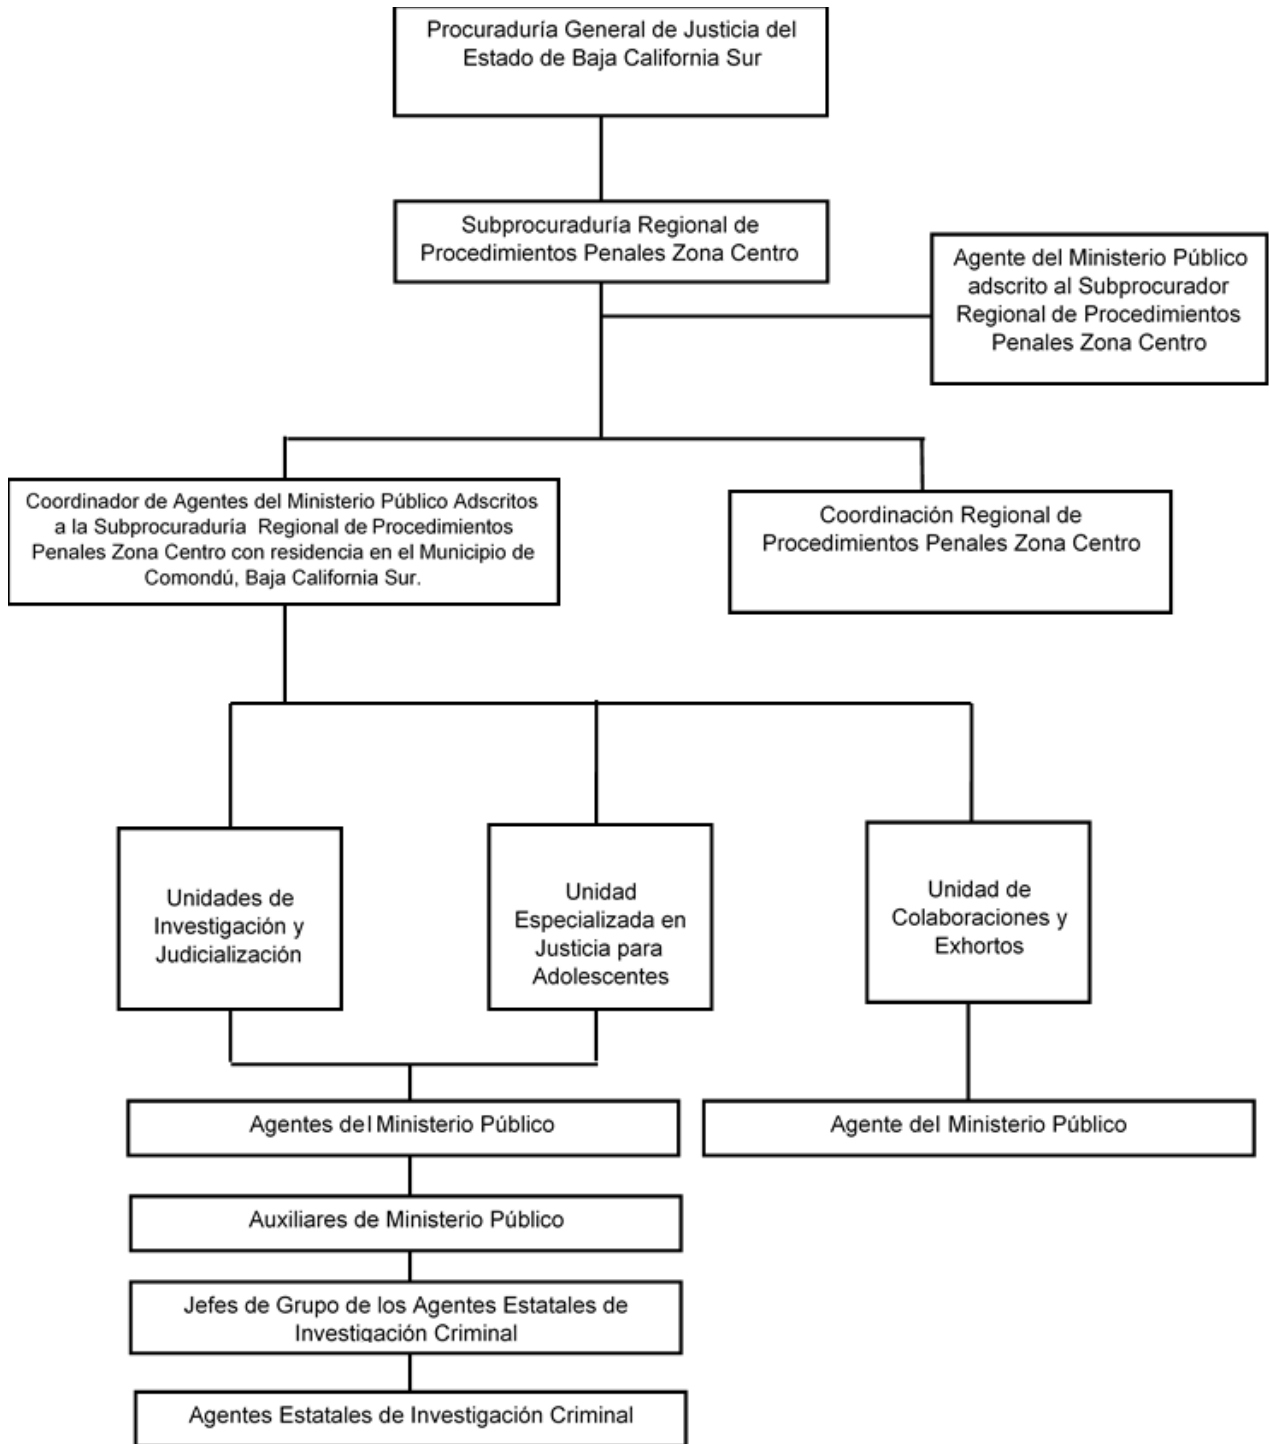 Procuraduría General de Justicia del
Estado de Baja California Sur
Subprocuraduría Regional de
Procedimientos Penales Zona Centro
Agente del Ministerio Público
adscrito al Subprocurador
Regional de Procedimientos
Penales Zona Centro
Coordinador de Agentes del Ministerio Público Adscritos
a la Subprocuraduría Regional de Procedimientos
Penales Zona Centro con residencia en el Municipio de
Comondú, Baja California Sur.
Coordinación Regional de
Procedimientos Penales Zona Centro
Unidades de
Investigación y
Judicialización
Unidad
Especializada en
Justicia para
Adolescentes
Unidad de
Colaboraciones y
Exhortos
Agentes del Ministerio Público
Agente del Ministerio Público
Auxiliares de Ministerio Público
Jefes de Grupo de los Agentes Estatales de
Investigación Criminal
Agentes Estatales de Investigación Criminal